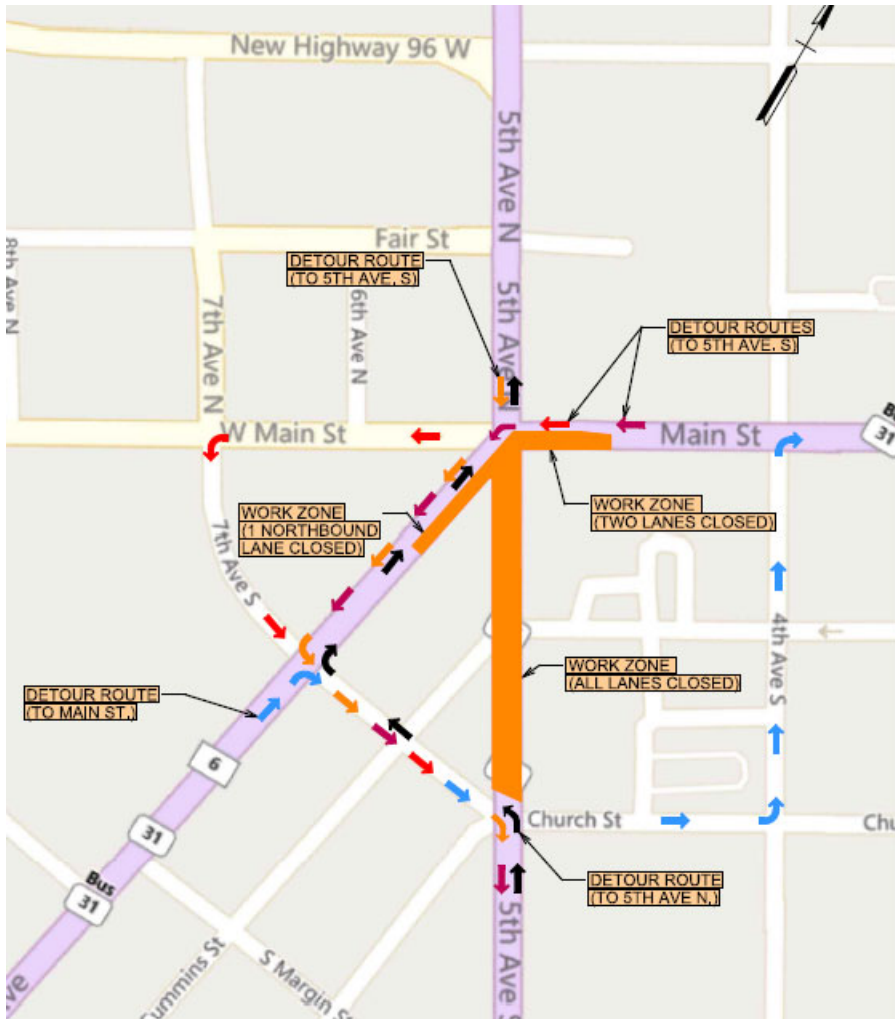 New Highway 96 W
5th Ave N
Fair St
DETOUR ROUTE
(TO 5TH AVE, S)
8th Ave N
7th Ave N
6th Ave N
5th Ave N
DETOUR ROUTES
(TO 5TH AVE. S)
W Main St
Main St
31
WORK ZONE
(1 NORTHBOUND
LANE CLOSED)
WORK ZONE
(TWO LANES CLOSED)
7th Ave S
4th Ave S
WORK ZONE
(ALL LANES CLOSED)
DETOUR ROUTE
(TO MAIN ST,)
6
Church St
31
Bus
31
DETOUR ROUTE
(TO 5TH AVE N,)
5th Ave S
Cummins St
S Margin St